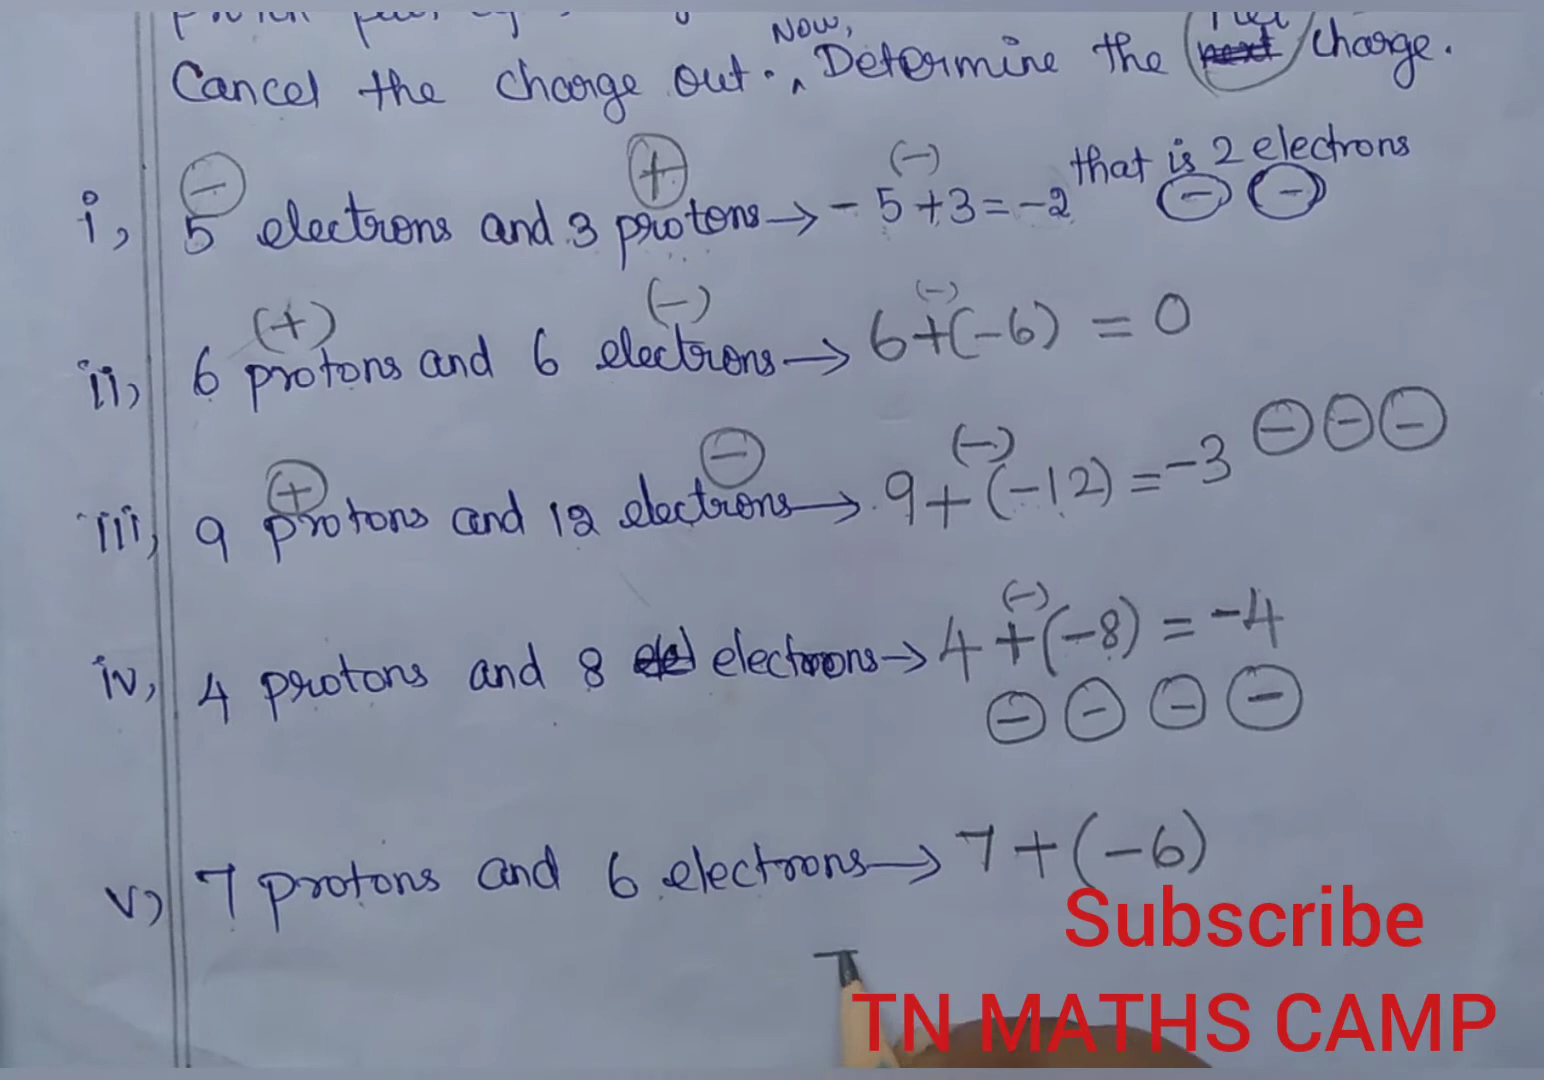 Now,
Cancel the charge out. ^ Determine the Net charge.
i, 5 electrons and 3 protons → - 5 + 3 = -2 that is 2 electrons
ii, 6 protons and 6 electrons → 6 + (-6) = 0
iii, 9 protons and 12 electrons → 9 + (-12) = -3
iv, 4 protons and 8 electrons → 4 + (-8) = -4
v, 7 protons and 6 electrons → 7 + (-6)
Subscribe
TN MATHS CAMP